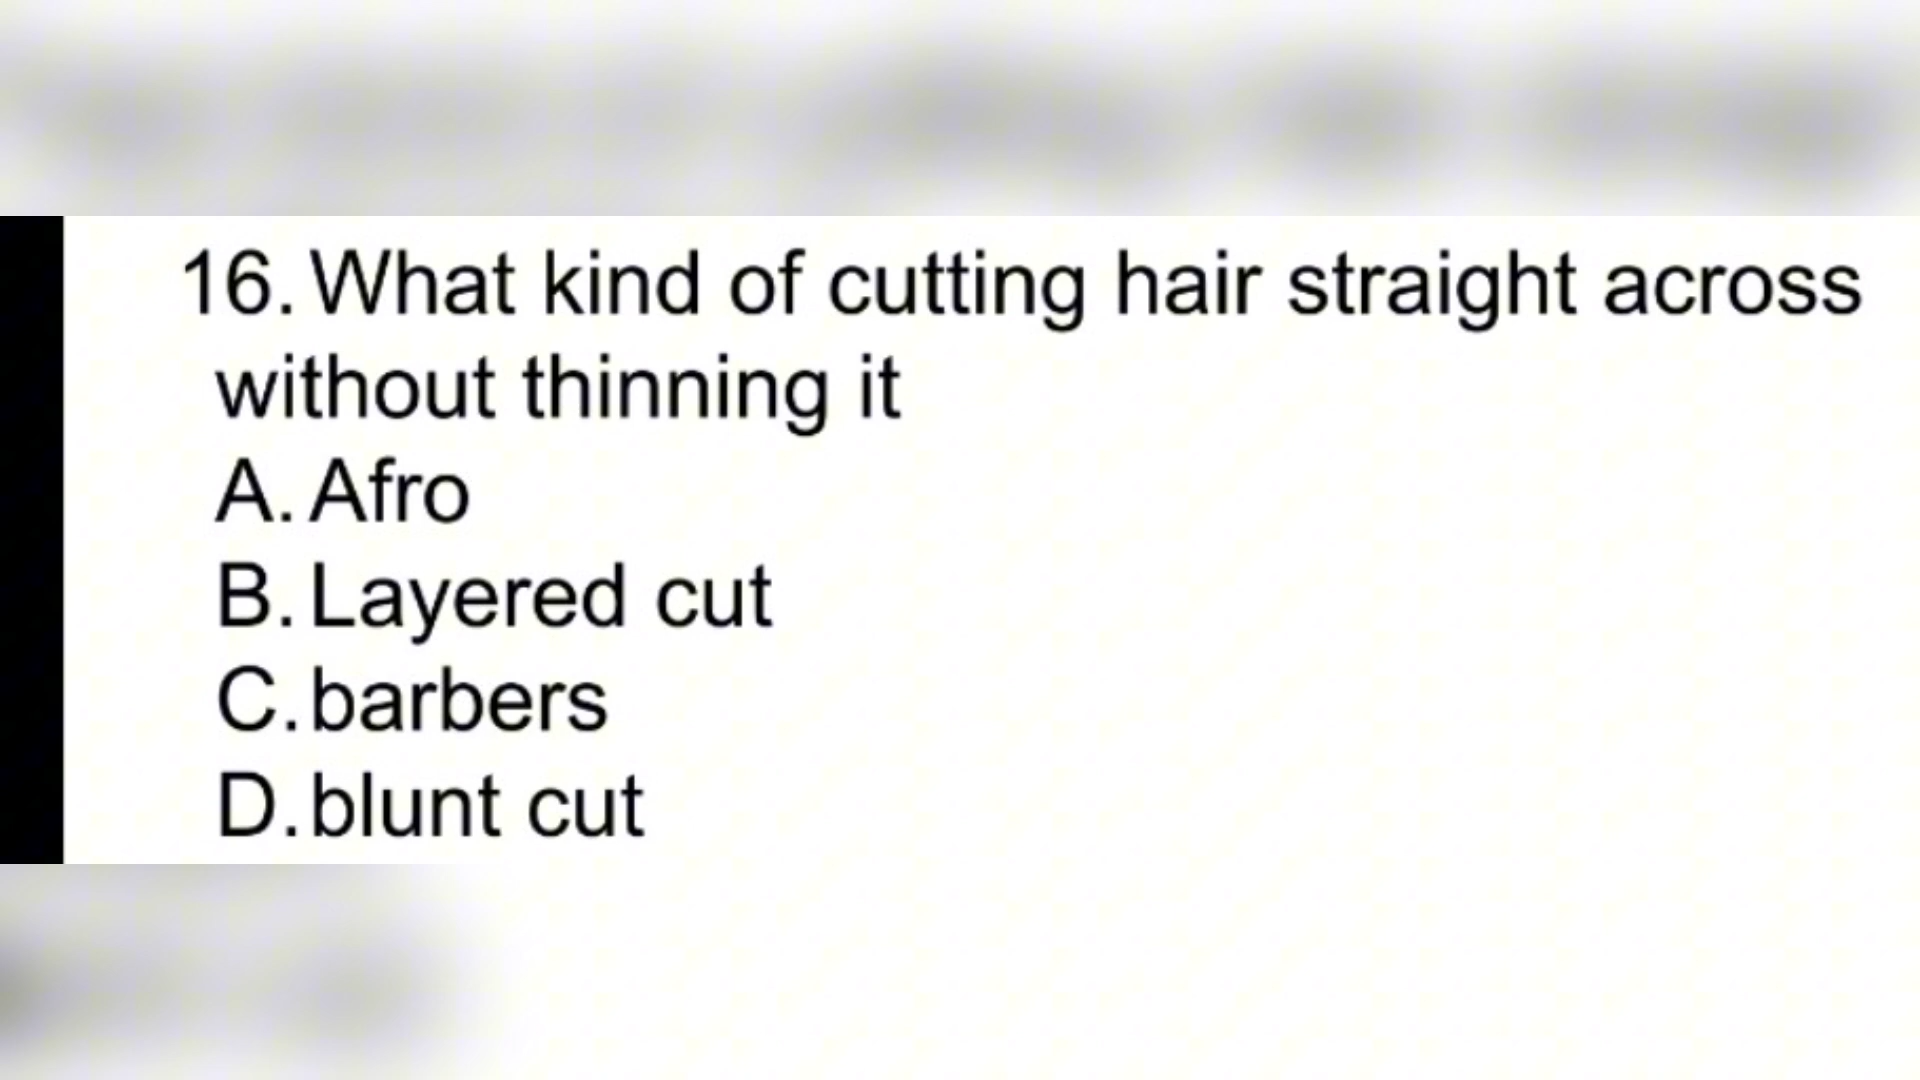 16. What kind of cutting hair straight across
without thinning it
A. Afro
B. Layered cut
C. barbers
D. blunt cut